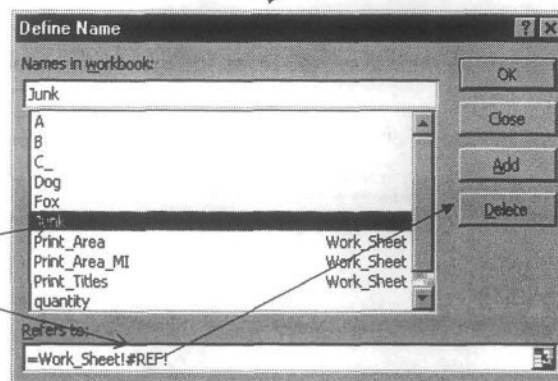 Define Name
Names in workbook:
Junk
OK
Close
Add
Delete
A
B
C_
Dog
Fox
Junk
Print_Area Work_Sheet
Print_Area_MI Work_Sheet
Print_Titles Work_Sheet
quantity
Refers to:
=Work_Sheet!#REF!